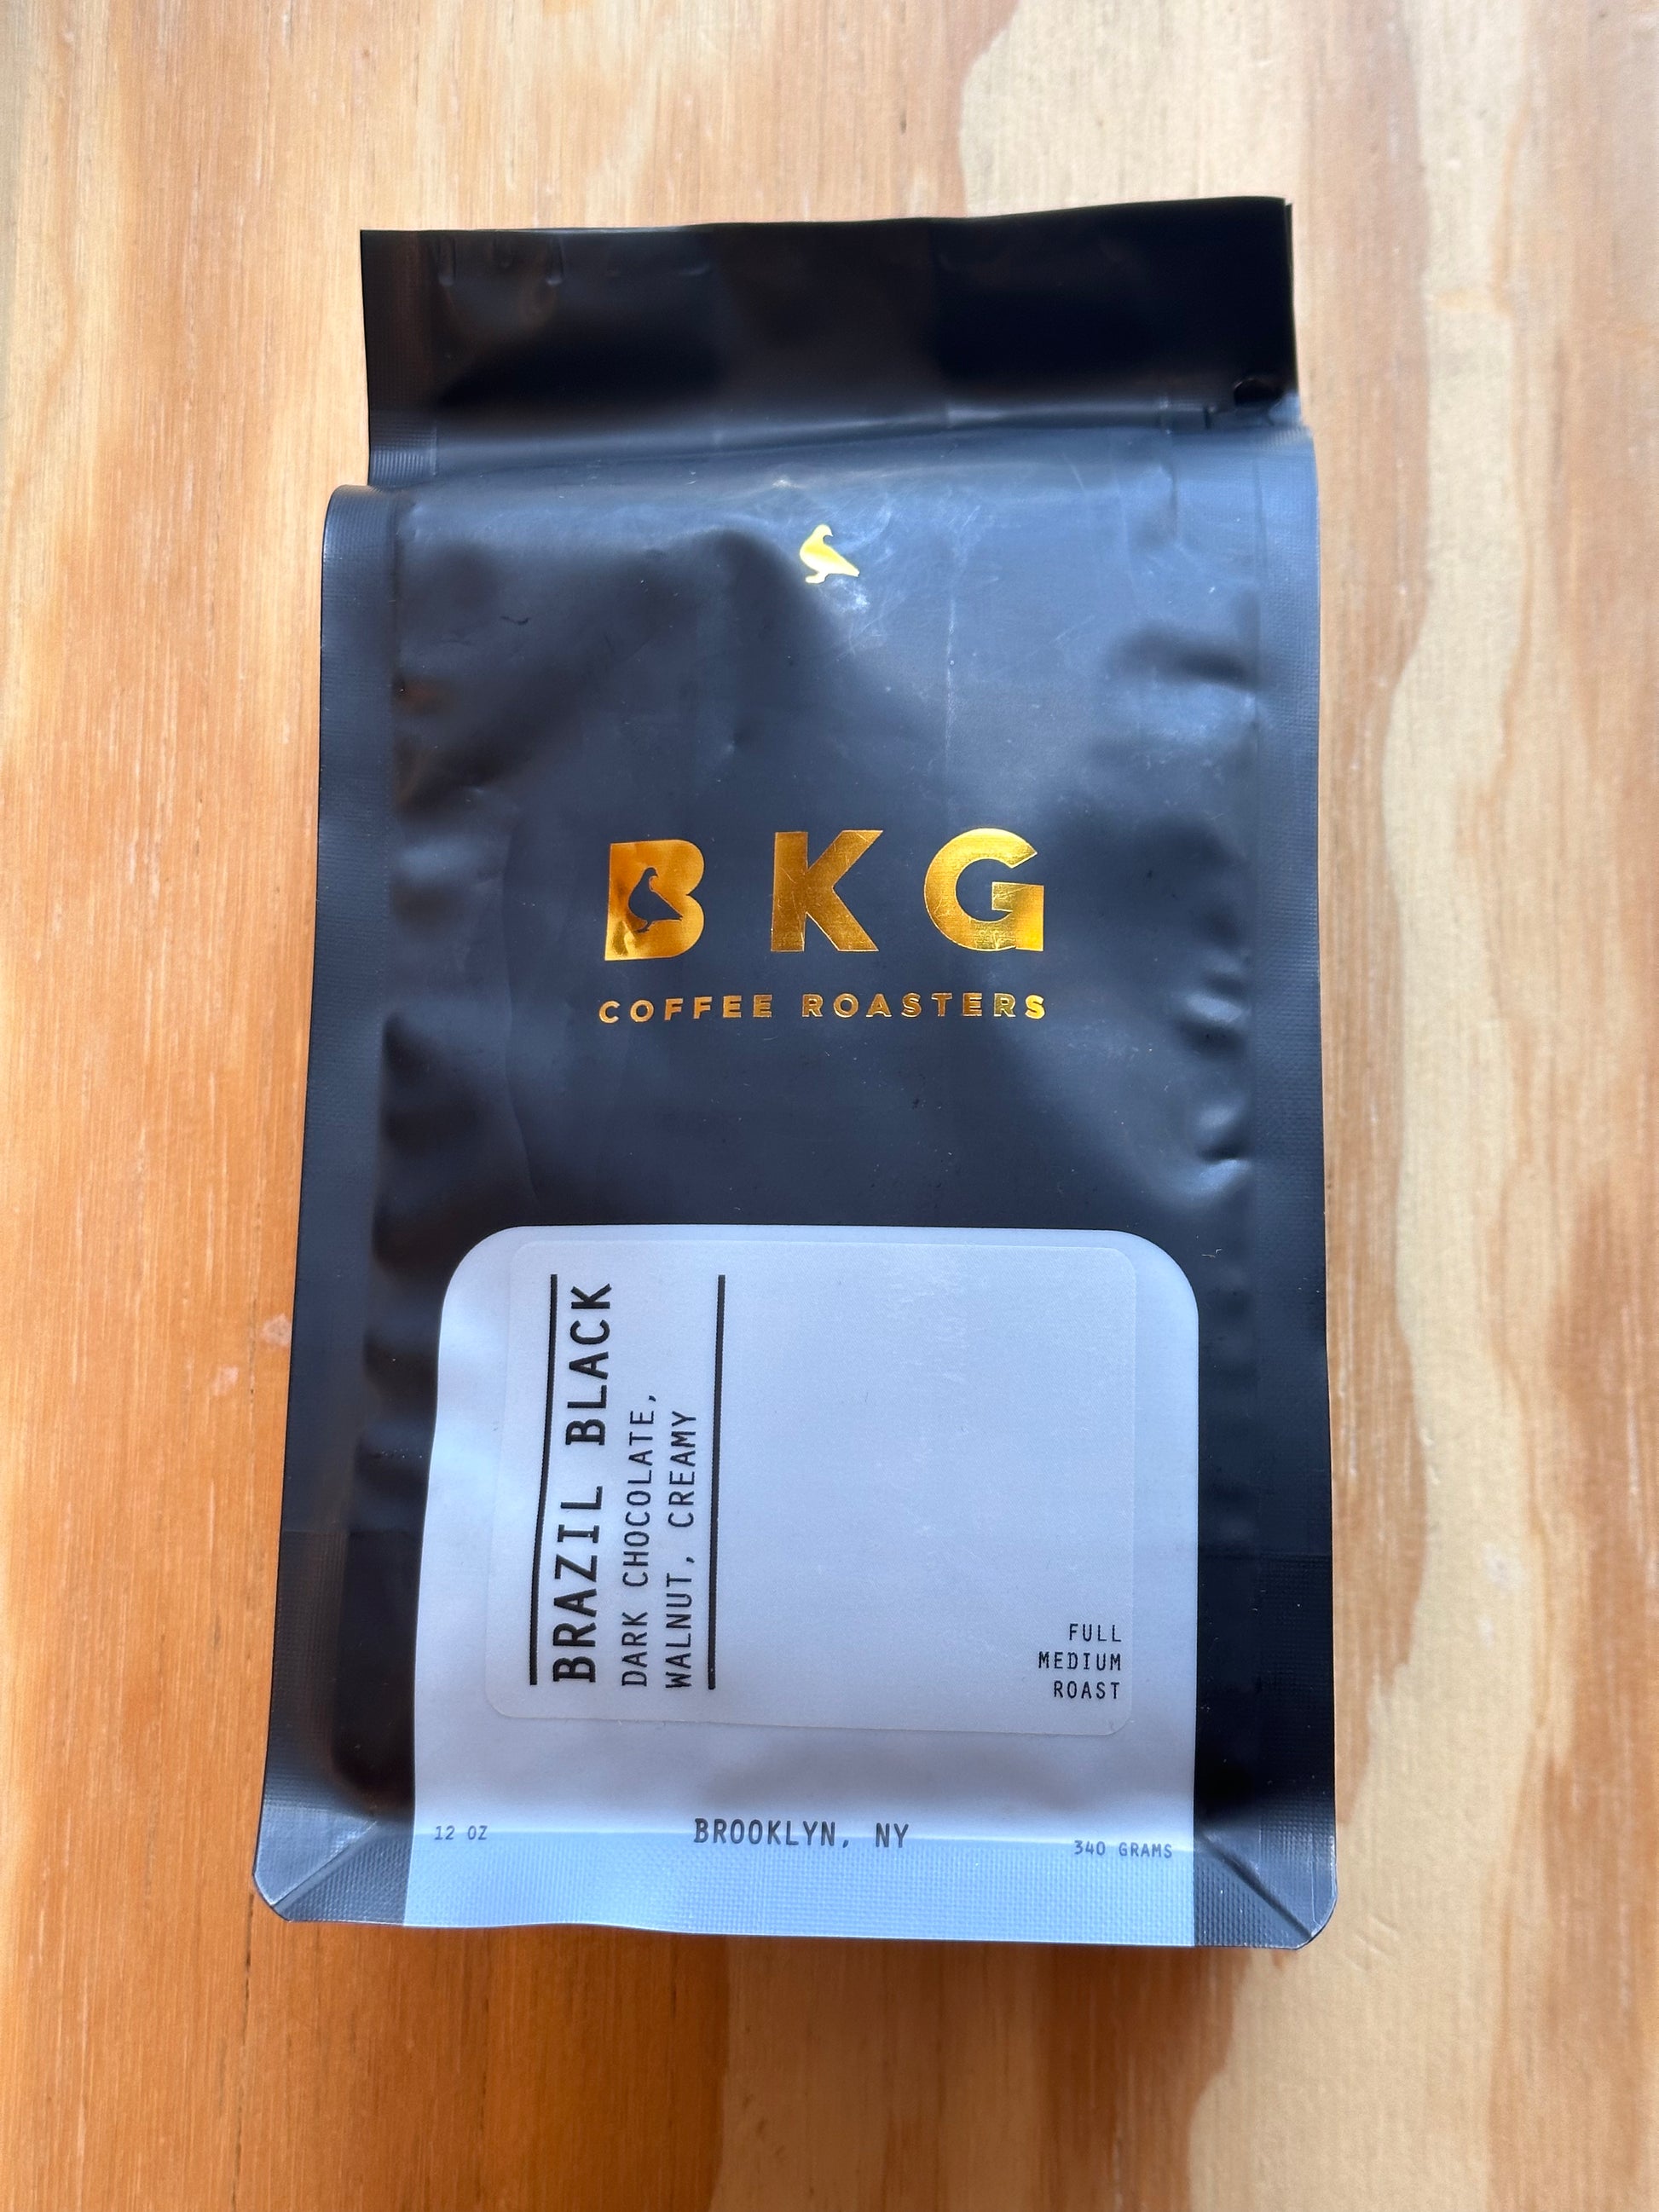 BKG
COFFEE ROASTERS
BRAZIL BLACK
DARK CHOCOLATE,
WALNUT, CREAMY
FULL
MEDIUM
ROAST
12 OZ
BROOKLYN, NY
340 GRAMS